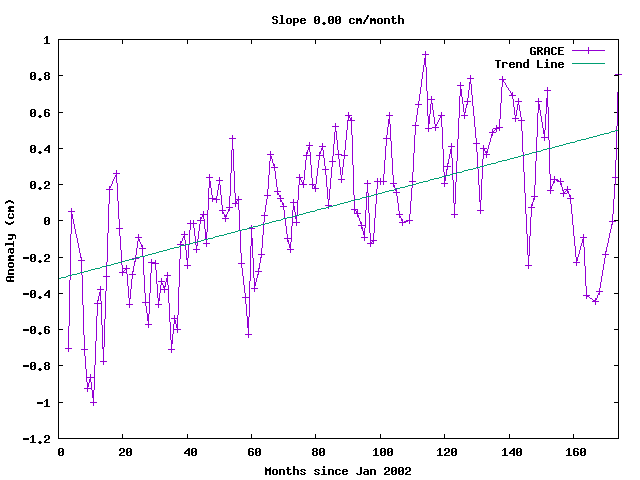 Slope 0.00 cm/month
GRACE
Trend Line
1
0.8
0.6
0.4
0.2
0
-0.2
-0.4
-0.6
-0.8
-1
-1.2
Anomaly (cm)
0 20 40 60 80 100 120 140 160
Months since Jan 2002